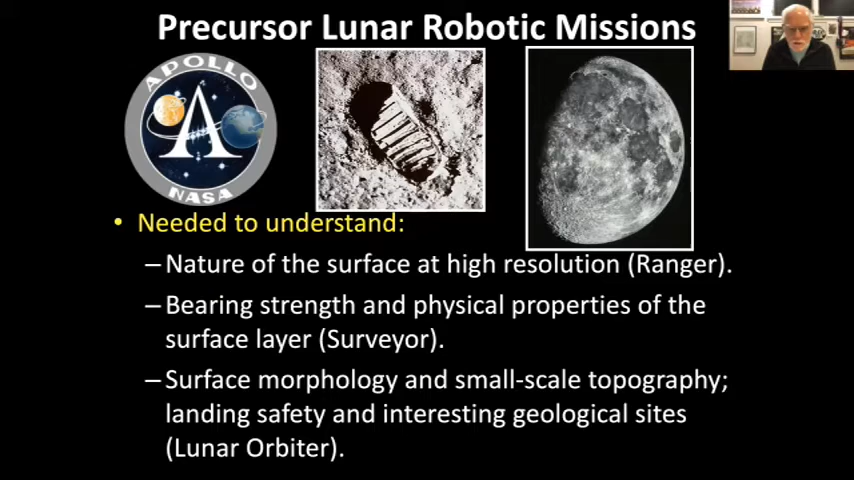 Precursor Lunar Robotic Missions
APOLLO
NASA
• Needed to understand:
– Nature of the surface at high resolution (Ranger).
– Bearing strength and physical properties of the
surface layer (Surveyor).
– Surface morphology and small-scale topography;
landing safety and interesting geological sites
(Lunar Orbiter).